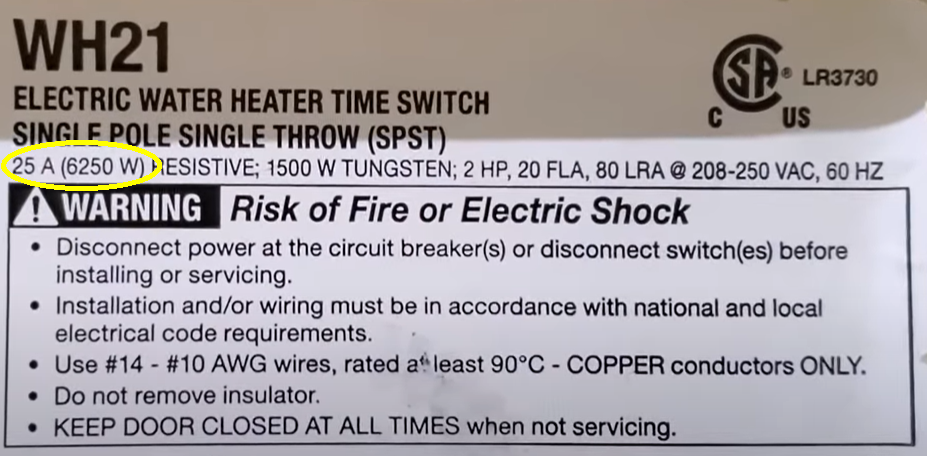 WH21
ELECTRIC WATER HEATER TIME SWITCH
SINGLE POLE SINGLE THROW (SPST)
25 A (6250 W) RESISTIVE; 1500 W TUNGSTEN; 2 HP, 20 FLA, 80 LRA @ 208-250 VAC, 60 HZ
C SA® US LR3730
WARNING Risk of Fire or Electric Shock
• Disconnect power at the circuit breaker(s) or disconnect switch(es) before
installing or servicing.
• Installation and/or wiring must be in accordance with national and local
electrical code requirements.
• Use #14 - #10 AWG wires, rated at least 90°C - COPPER conductors ONLY.
• Do not remove insulator.
• KEEP DOOR CLOSED AT ALL TIMES when not servicing.